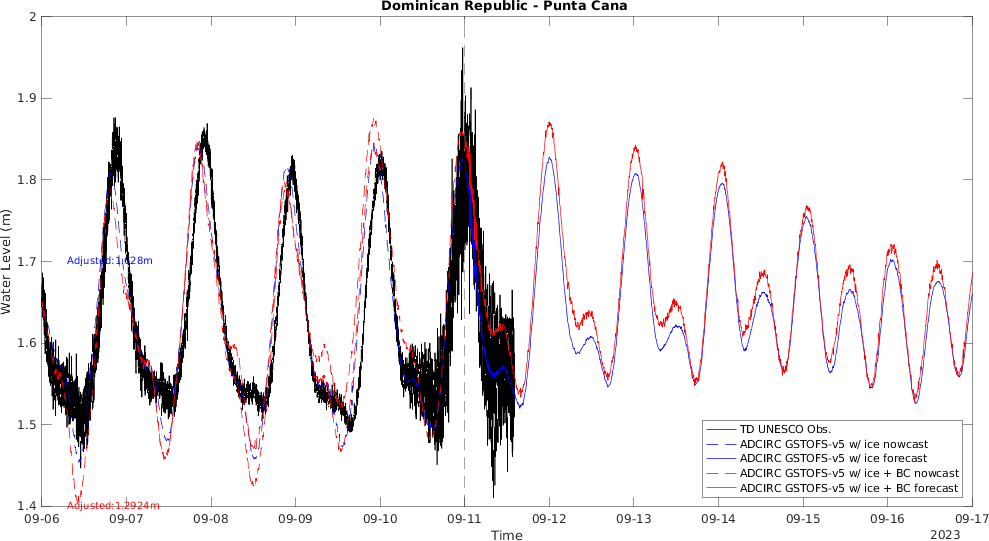 Dominican Republic - Punta Cana
Water Level (m)
2
1.9
1.8
1.7
1.6
1.5
1.4
Adjusted:1.628m
Adjusted:1.2924m
09-06 09-07 09-08 09-09 09-10 09-11 09-12 09-13 09-14 09-15 09-16 09-17
Time
2023
TD UNESCO Obs.
ADCIRC GSTOFS-v5 w/ ice nowcast
ADCIRC GSTOFS-v5 w/ ice forecast
ADCIRC GSTOFS-v5 w/ ice + BC nowcast
ADCIRC GSTOFS-v5 w/ ice + BC forecast